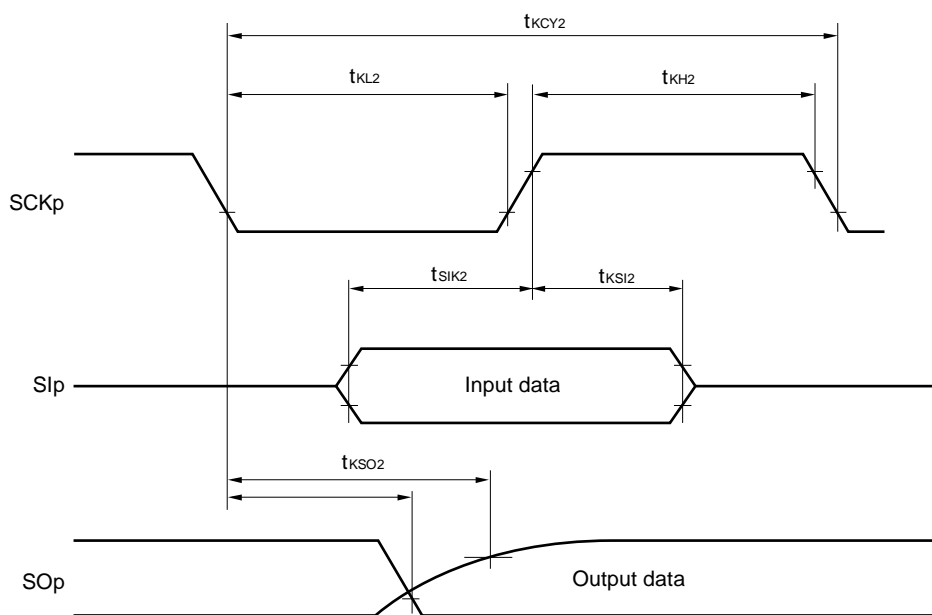 tKCY2
tKL2
tKH2
SCKp
tSIK2
tKSI2
SIp
Input data
tKSO2
SOp
Output data